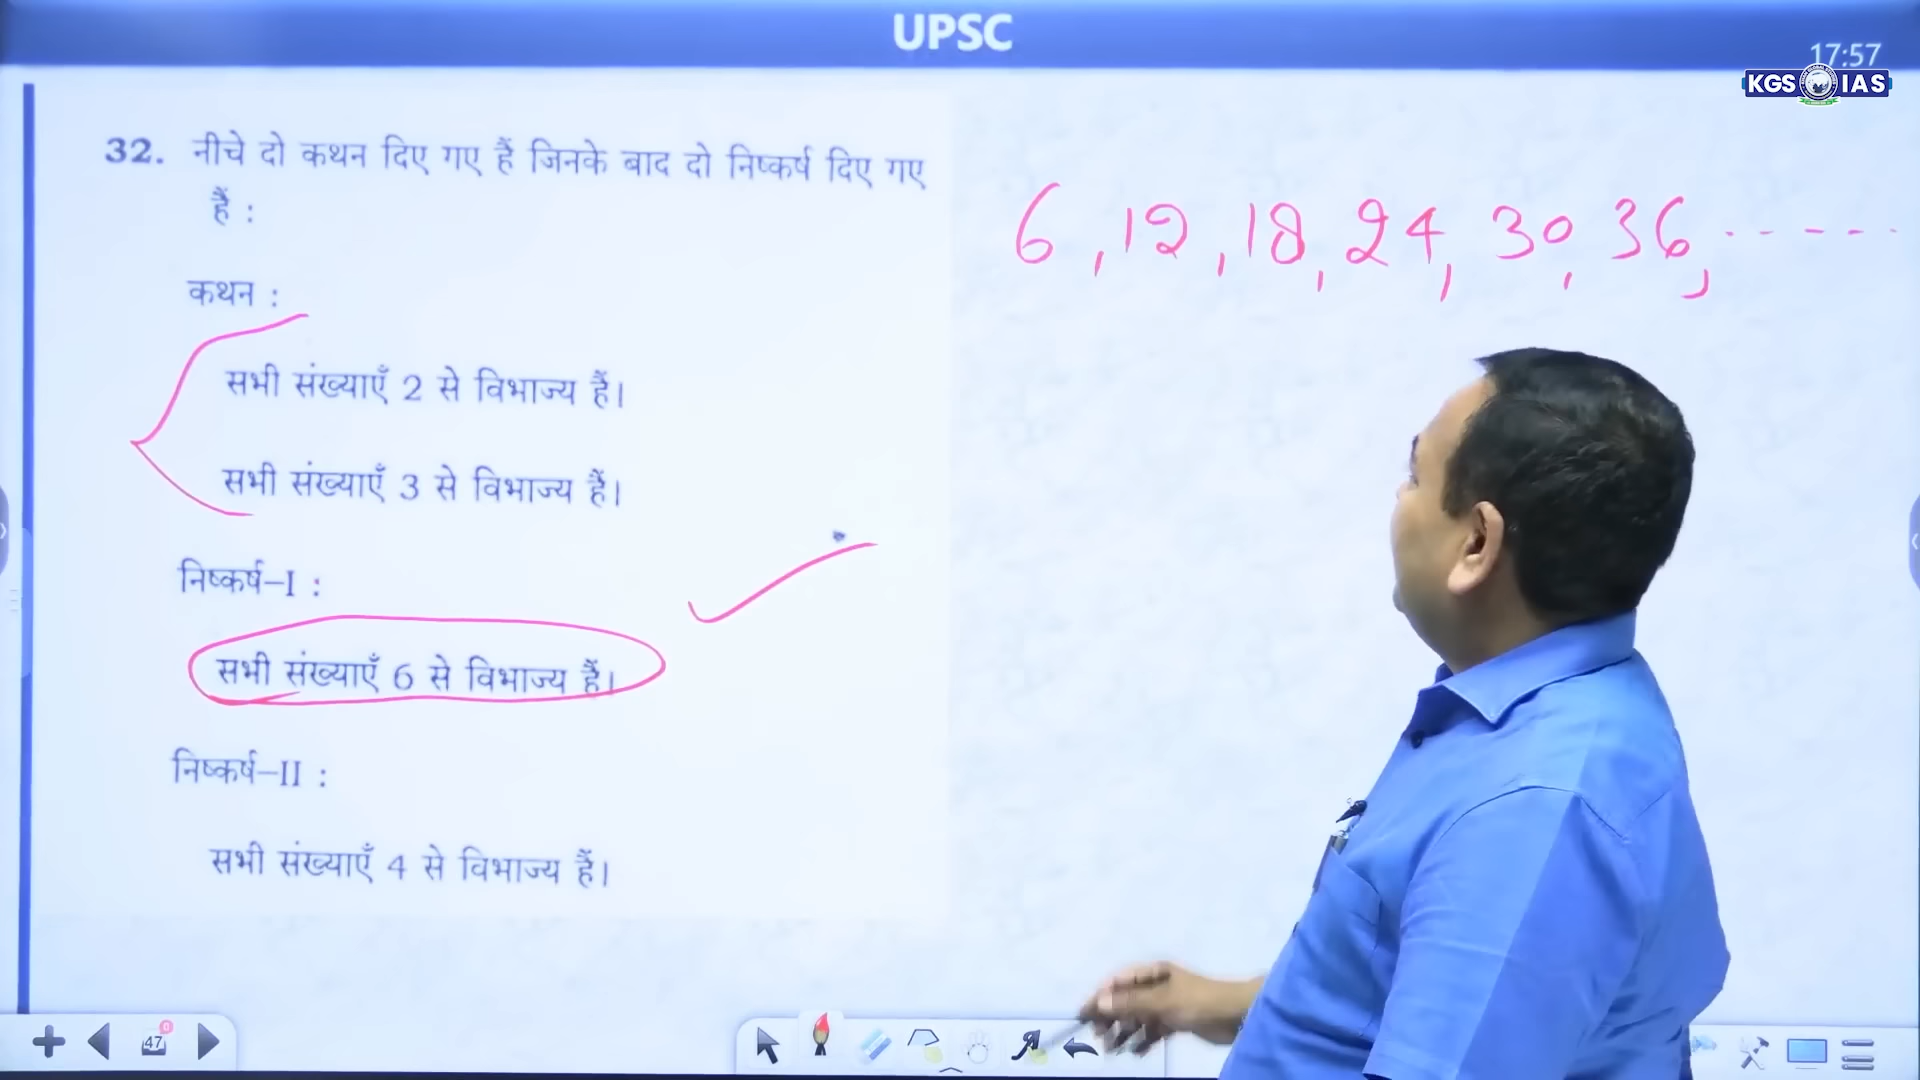 UPSC
17:57
KGS IAS
32. नीचे दो कथन दिए गए हैं जिनके बाद दो निष्कर्ष दिए गए
हैं :
6, 12, 18, 24, 30, 36, ------
कथन :
सभी संख्याएँ 2 से विभाज्य हैं।
सभी संख्याएँ 3 से विभाज्य हैं।
निष्कर्ष–I :
सभी संख्याएँ 6 से विभाज्य हैं।
निष्कर्ष–II :
सभी संख्याएँ 4 से विभाज्य हैं।
47
0